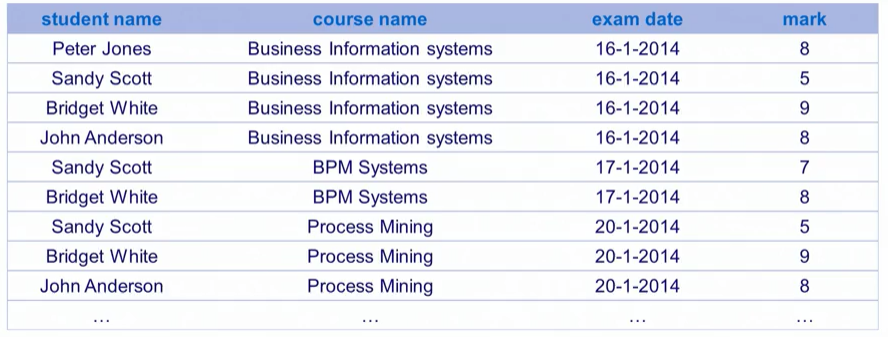 student name course name exam date mark
Peter Jones Business Information systems 16-1-2014 8
Sandy Scott Business Information systems 16-1-2014 5
Bridget White Business Information systems 16-1-2014 9
John Anderson Business Information systems 16-1-2014 8
Sandy Scott BPM Systems 17-1-2014 7
Bridget White BPM Systems 17-1-2014 8
Sandy Scott Process Mining 20-1-2014 5
Bridget White Process Mining 20-1-2014 9
John Anderson Process Mining 20-1-2014 8
… … … …